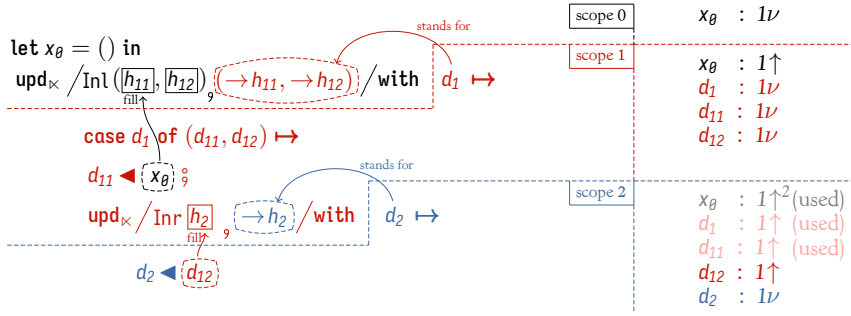 stands for
scope 0
x₀ : 1ν
let x₀ = () in
scope 1
upd⋉ ⧸Inl (h₁₁, h₁₂) , (→h₁₁, →h₁₂)⧸with d₁ ↦
x₀ : 1↑
d₁ : 1ν
d₁₁ : 1ν
d₁₂ : 1ν
fill
case d₁ of (d₁₁, d₁₂) ↦
d₁₁ ◀ x₀ ;
stands for
scope 2
upd⋉ ⧸Inr h₂ , →h₂ ⧸with d₂ ↦
x₀ : 1↑² (used)
d₁ : 1↑ (used)
d₁₁ : 1↑ (used)
d₁₂ : 1↑
d₂ : 1ν
fill
d₂ ◀ d₁₂